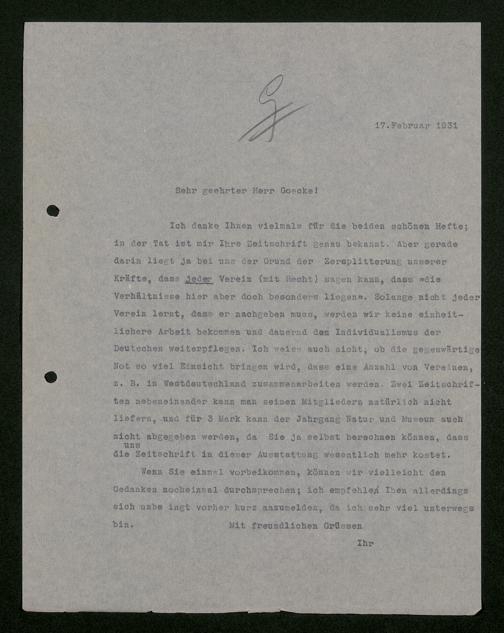 G
17.Februar 1931
Sehr geehrter Herr Goecke!
Ich danke Ihnen vielmals für die beiden schönen Hefte;
in der Tat ist mir Ihre Zeitschrift genau bekannt. Aber gerade
darin liegt ja bei uns der Grund der Zersplitterung unserer
Kräfte, dass jeder Verein (mit Recht) sagen kann, dass »die
Verhältnisse hier aber doch besonders liegen«. Solange nicht jeder
Verein lernt, dass er nachgeben muss, werden wir keine einheit-
lichere Arbeit bekommen und dauernd den Individualismus der
Deutschen weiterpflegen. Ich weiss auch nicht, ob die gegenwärtige
Not so viel Einsicht bringen wird, dass eine Anzahl von Vereinen,
z. B. in Westdeutschland zusammenarbeiten werden. Zwei Zeitschrif-
ten nebeneinander kann man seinen Mitgliedern natürlich nicht
liefern, und für 3 Mark kann der Jahrgang Natur und Museum auch
nicht abgegeben werden, da Sie ja selbst berechnen können, dass
uns
die Zeitschrift in dieser Ausstattung wesentlich mehr kostet.
Wenn Sie einmal vorbeikommen, können wir vielleicht den
Gedanken nocheinmal durchsprechen; ich empfehle Ihen allerdings
sich unbe ingt vorher kurz anzumelden, da ich sehr viel unterwegs
bin. Mit freundlichen Grüssen
Ihr